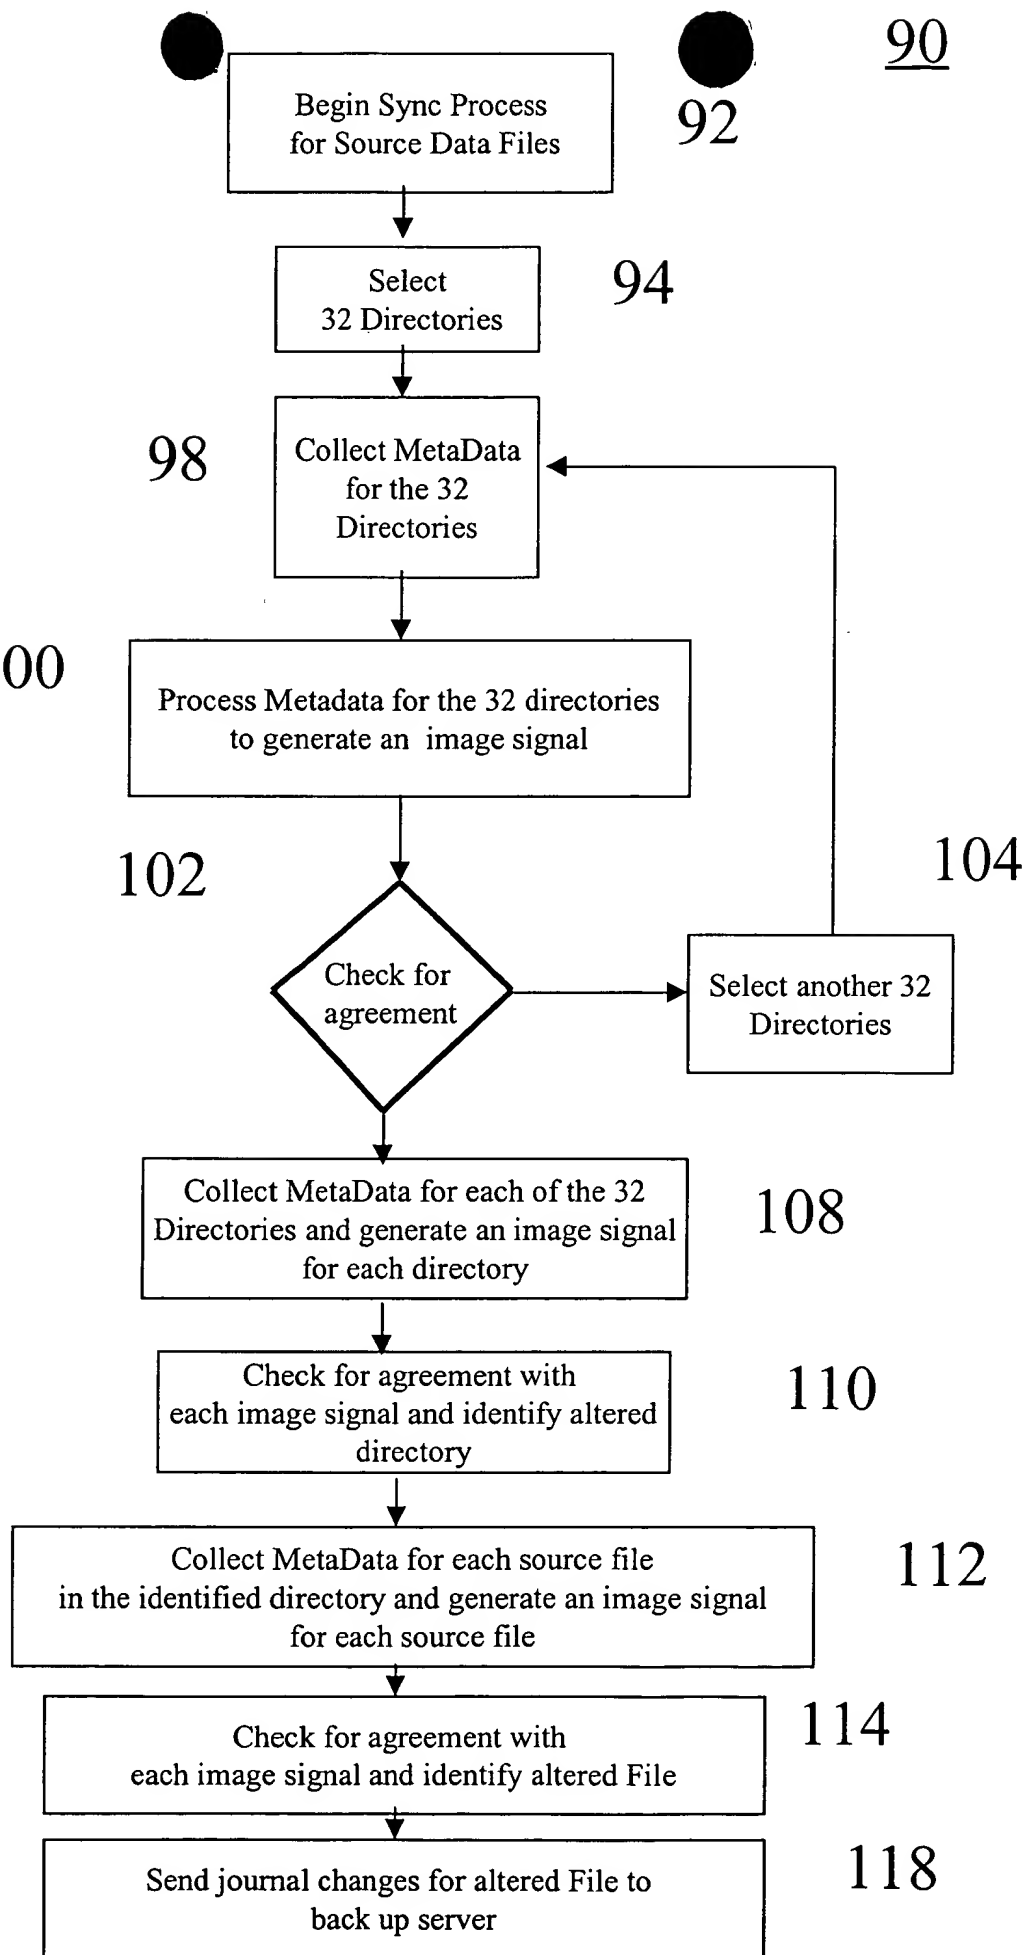 90
Begin Sync Process
for Source Data Files
92
Select
32 Directories
94
98
Collect MetaData
for the 32
Directories
00
Process Metadata for the 32 directories
to generate an image signal
102
104
Check for
agreement
Select another 32
Directories
Collect MetaData for each of the 32
Directories and generate an image signal
for each directory
108
Check for agreement with
each image signal and identify altered
directory
110
Collect MetaData for each source file
in the identified directory and generate an image signal
for each source file
112
Check for agreement with
each image signal and identify altered File
114
Send journal changes for altered File to
back up server
118